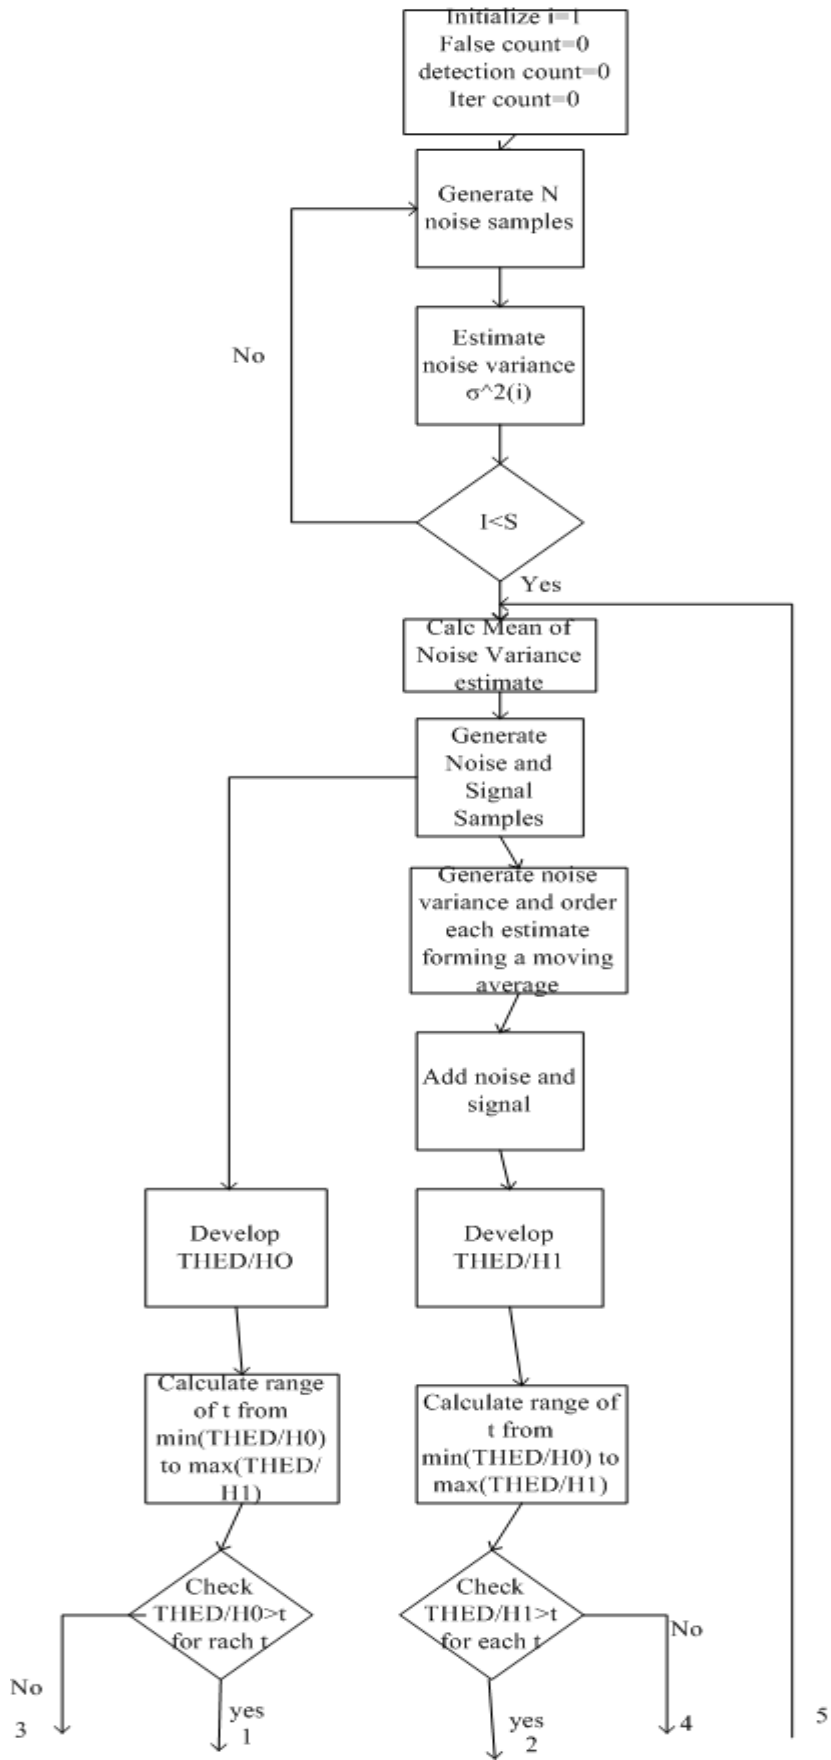 Initialize i=1
False count=0
detection count=0
Iter count=0
Generate N
noise samples
No
Estimate
noise variance
σ^2(i)
I<S
Yes
Calc Mean of
Noise Variance
estimate
Generate
Noise and
Signal
Samples
Generate noise
variance and order
each estimate
forming a moving
average
Add noise and
signal
Develop
THED/HO
Develop
THED/H1
Calculate range
of t from
min(THED/H0)
to max(THED/
H1)
Calculate range of
t from
min(THED/H0) to
max(THED/H1)
Check
THED/H0>t
for rach t
Check
THED/H1>t
for each t
No
3
yes
1
yes
2
No
4
5